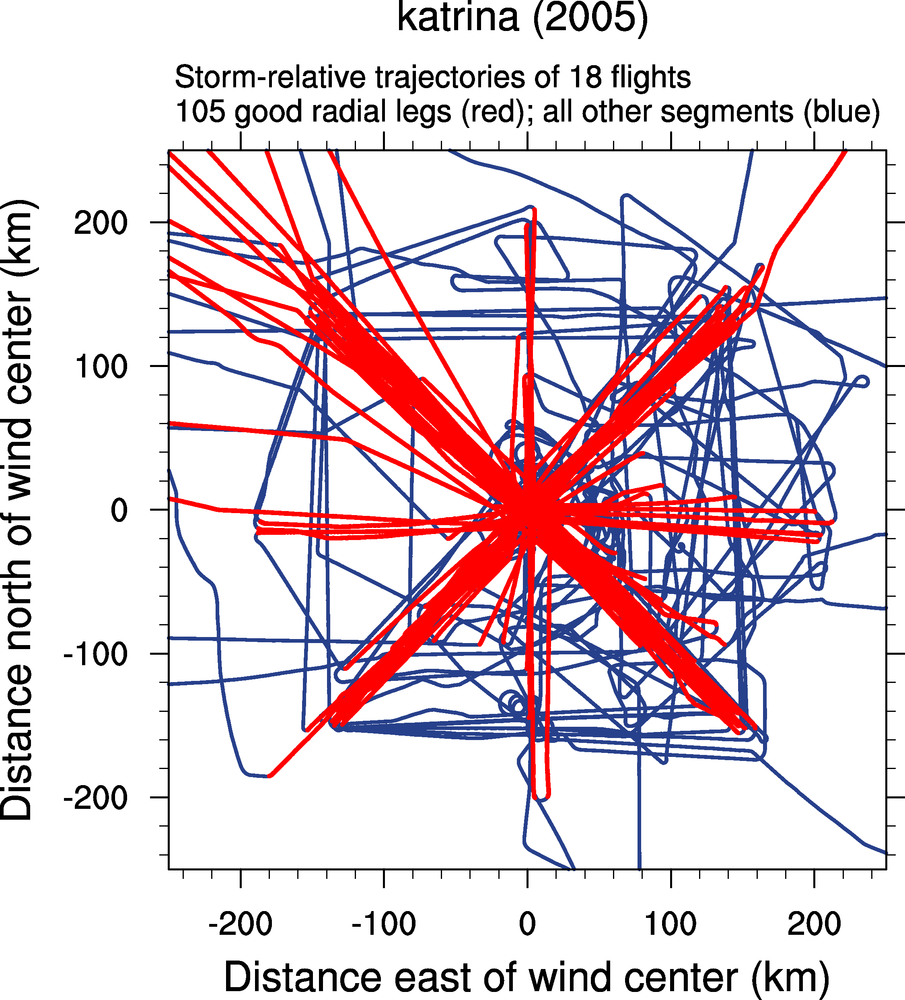 katrina (2005)
Storm-relative trajectories of 18 flights
105 good radial legs (red); all other segments (blue)
Distance north of wind center (km)
200
100
0
-100
-200
-200 -100 0 100 200
Distance east of wind center (km)